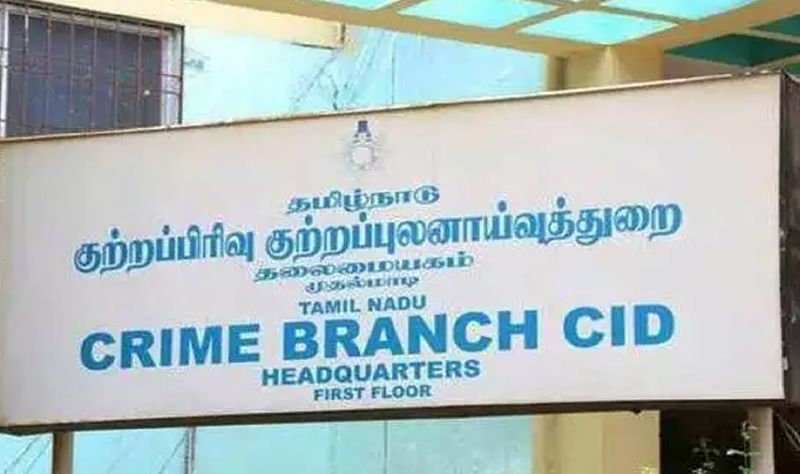 தமிழ்நாடு
குற்றப்பிரிவு குற்றப்புலனாய்வுத்துறை
தலைமையகம்
முதல்மாடி
TAMIL NADU
CRIME BRANCH CID
HEADQUARTERS
FIRST FLOOR